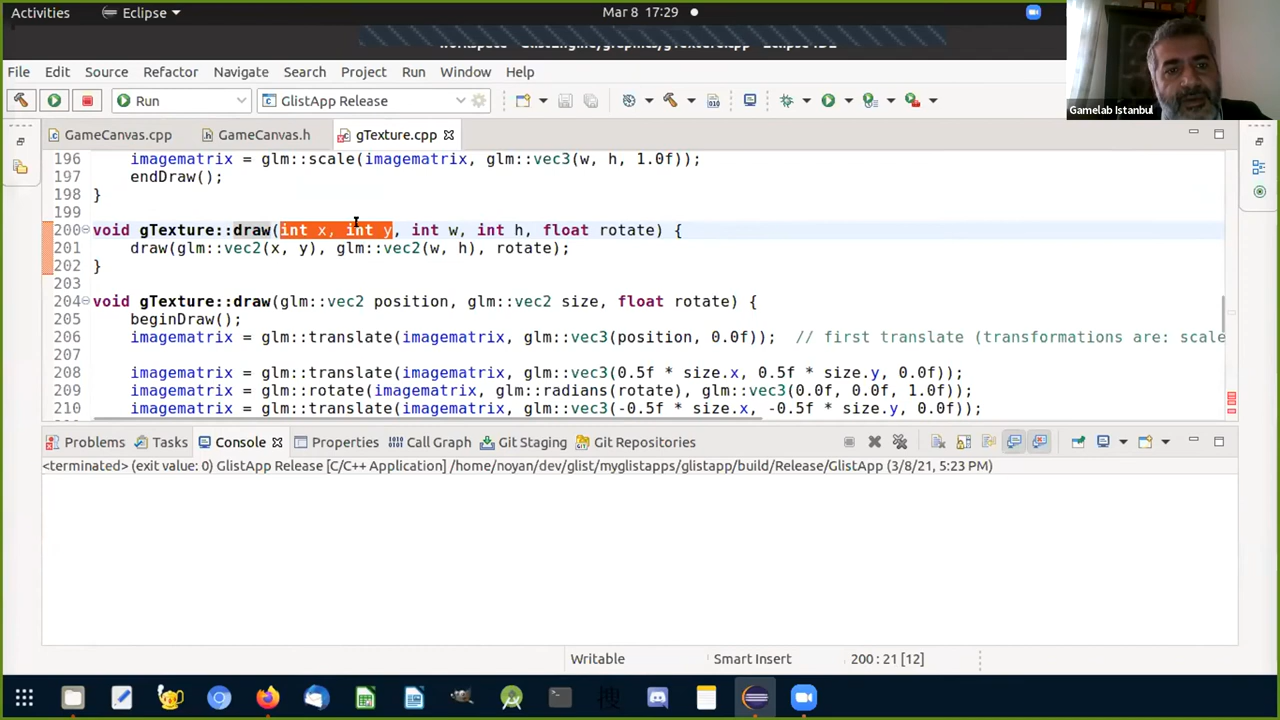 Activities Eclipse Mar 8 17:29
workspace - GlistEngine/graphics/gTexture.cpp - Eclipse IDE
File Edit Source Refactor Navigate Search Project Run Window Help
Run GlistApp Release
Gamelab Istanbul
GameCanvas.cpp GameCanvas.h gTexture.cpp
196 imagematrix = glm::scale(imagematrix, glm::vec3(w, h, 1.0f));
197 endDraw();
198 }
199
200 void gTexture::draw(int x, int y, int w, int h, float rotate) {
201 draw(glm::vec2(x, y), glm::vec2(w, h), rotate);
202 }
203
204 void gTexture::draw(glm::vec2 position, glm::vec2 size, float rotate) {
205 beginDraw();
206 imagematrix = glm::translate(imagematrix, glm::vec3(position, 0.0f)); // first translate (transformations are: scale
207
208 imagematrix = glm::translate(imagematrix, glm::vec3(0.5f * size.x, 0.5f * size.y, 0.0f));
209 imagematrix = glm::rotate(imagematrix, glm::radians(rotate), glm::vec3(0.0f, 0.0f, 1.0f));
210 imagematrix = glm::translate(imagematrix, glm::vec3(-0.5f * size.x, -0.5f * size.y, 0.0f));
Problems Tasks Console Properties Call Graph Git Staging Git Repositories
<terminated> (exit value: 0) GlistApp Release [C/C++ Application] /home/noyan/dev/glist/myglistapps/glistapp/build/Release/GlistApp (3/8/21, 5:23 PM)
Writable Smart Insert 200 : 21 [12]